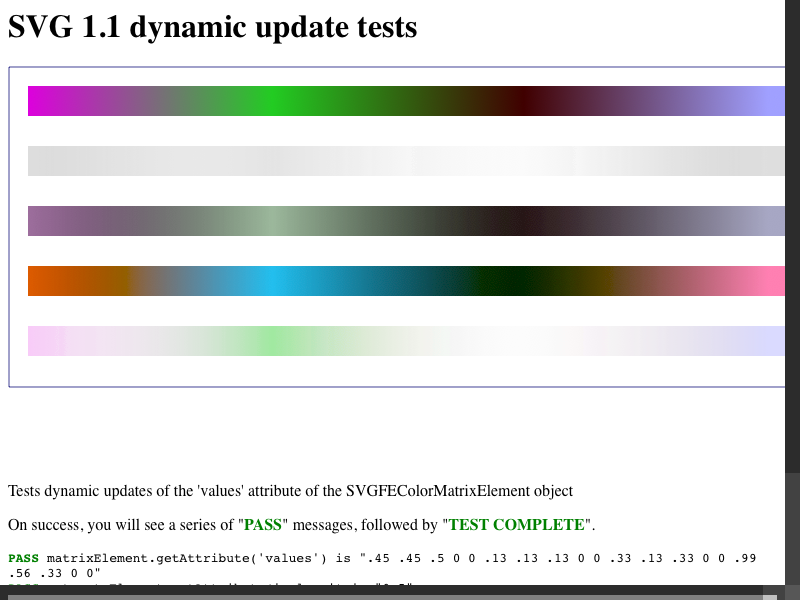 SVG 1.1 dynamic update tests
Tests dynamic updates of the 'values' attribute of the SVGFEColorMatrixElement object
On success, you will see a series of "PASS" messages, followed by "TEST COMPLETE".
PASS matrixElement.getAttribute('values') is ".45 .45 .5 0 0 .13 .13 .13 0 0 .33 .13 .33 0 0 .99
.56 .33 0 0"